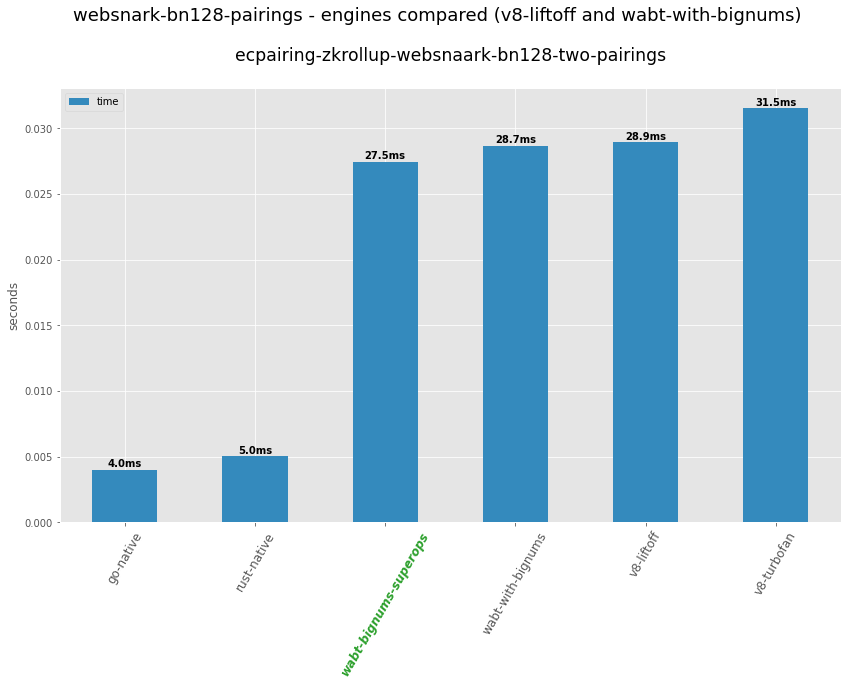 websnark-bn128-pairings - engines compared (v8-liftoff and wabt-with-bignums)
ecpairing-zkrollup-websnaark-bn128-two-pairings
time
seconds
0.030
0.025
0.020
0.015
0.010
0.005
0.000
4.0ms
5.0ms
27.5ms
28.7ms
28.9ms
31.5ms
go-native
rust-native
wabt-bignums-superops
wabt-with-bignums
v8-liftoff
v8-turbofan